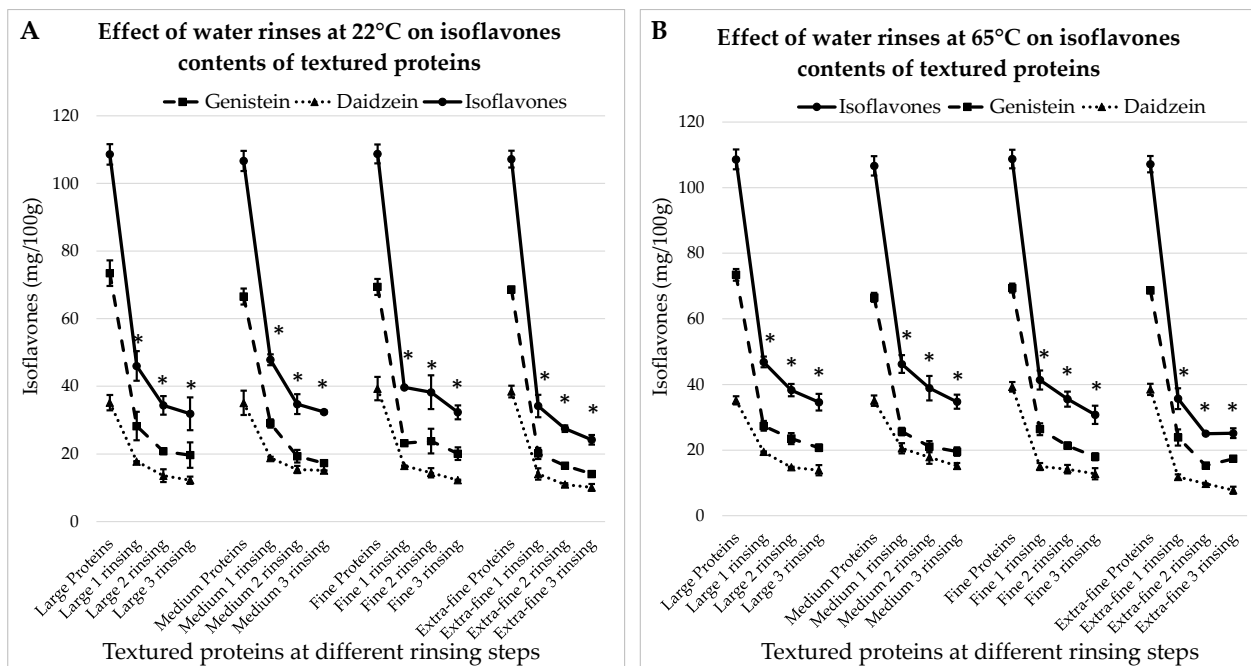 A
Effect of water rinses at 22°C on isoflavones
contents of textured proteins
Genistein
Daidzein
Isoflavones
120
100
80
60
40
20
0
Isoflavones (mg/100g)
*
*
*
*
*
*
*
*
*
*
*
*
Large Proteins
Large 1 rinsing
Large 2 rinsing
Large 3 rinsing
Medium Proteins
Medium 1 rinsing
Medium 2 rinsing
Medium 3 rinsing
Fine Proteins
Fine 1 rinsing
Fine 2 rinsing
Fine 3 rinsing
Extra-fine Proteins
Extra-fine 1 rinsing
Extra-fine 2 rinsing
Extra-fine 3 rinsing
Textured proteins at different rinsing steps
B
Effect of water rinses at 65°C on isoflavones
contents of textured proteins
Isoflavones
Genistein
Daidzein
120
100
80
60
40
20
0
Isoflavones (mg/100g)
*
*
*
*
*
*
*
*
*
*
*
*
Large Proteins
Large 1 rinsing
Large 2 rinsing
Large 3 rinsing
Medium Proteins
Medium 1 rinsing
Medium 2 rinsing
Medium 3 rinsing
Fine Proteins
Fine 1 rinsing
Fine 2 rinsing
Fine 3 rinsing
Extra-fine Proteins
Extra-fine 1 rinsing
Extra-fine 2 rinsing
Extra-fine 3 rinsing
Textured proteins at different rinsing steps